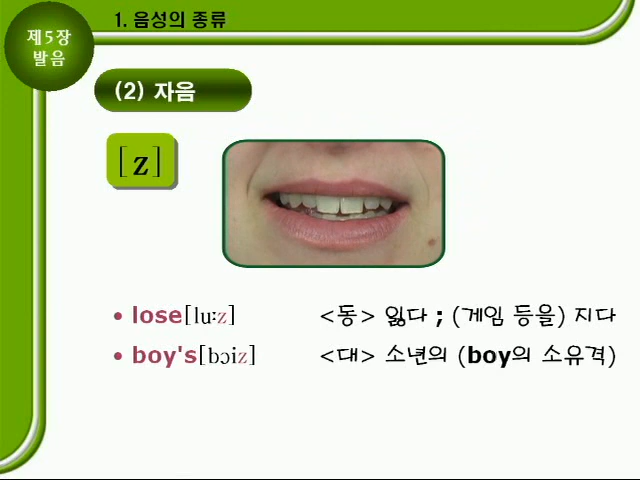 제5장
발음
1. 음성의 종류
(2) 자음
[z]
• lose[lu:z] <동> 잃다 ; (게임 등을) 지다
• boy's[bɔiz] <대> 소년의 (boy의 소유격)